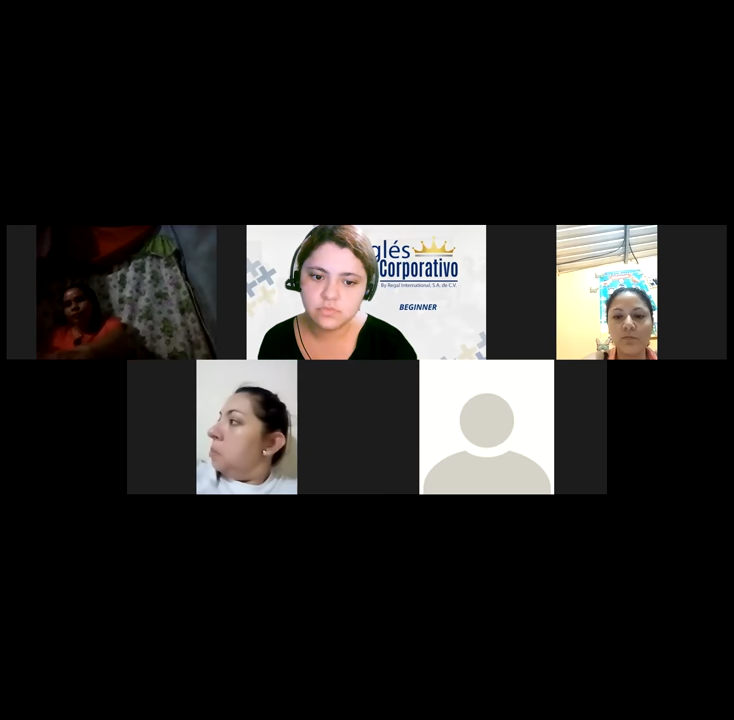 glés
Corporativo
By Regal International, S.A. de C.V.
BEGINNER